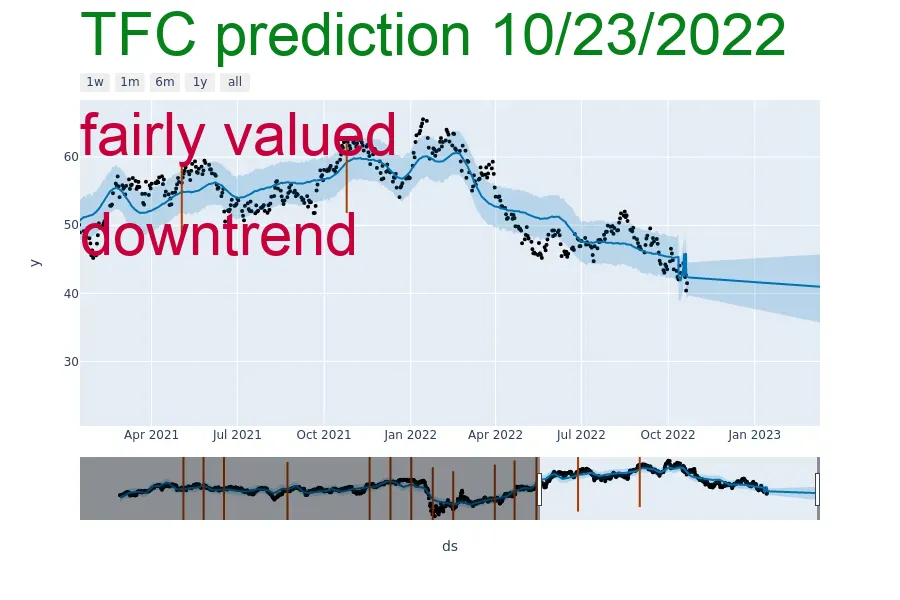 TFC prediction 10/23/2022
1w 1m 6m 1y all
fairly valued
60
50
downtrend
y
40
30
Apr 2021 Jul 2021 Oct 2021 Jan 2022 Apr 2022 Jul 2022 Oct 2022 Jan 2023
ds